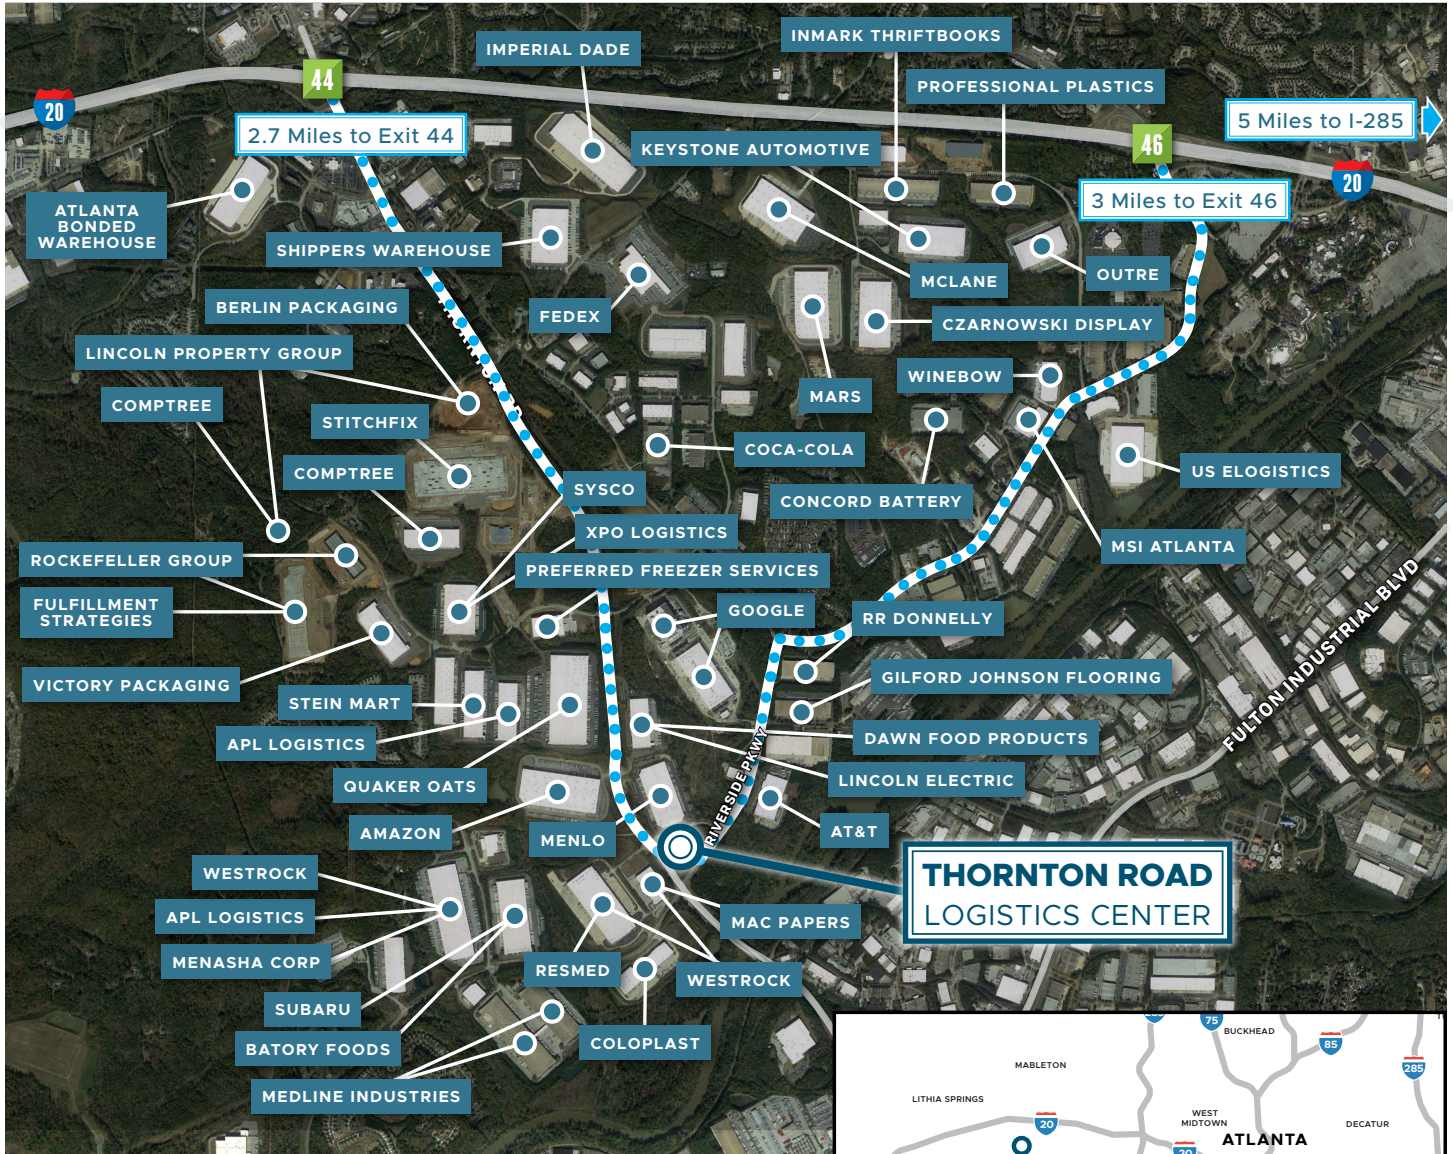 IMPERIAL DADE
INMARK THRIFTBOOKS
44
20
PROFESSIONAL PLASTICS
5 Miles to I-285
2.7 Miles to Exit 44
KEYSTONE AUTOMOTIVE
46
20
3 Miles to Exit 46
ATLANTA
BONDED
WAREHOUSE
SHIPPERS WAREHOUSE
MCLANE
OUTRE
BERLIN PACKAGING
FEDEX
CZARNOWSKI DISPLAY
LINCOLN PROPERTY GROUP
WINEBOW
MARS
COMPTREE
STITCHFIX
COCA-COLA
COMPTREE
US ELOGISTICS
SYSCO
CONCORD BATTERY
XPO LOGISTICS
MSI ATLANTA
ROCKEFELLER GROUP
PREFERRED FREEZER SERVICES
FULFILLMENT
STRATEGIES
GOOGLE
RR DONNELLY
FULTON INDUSTRIAL BLVD
VICTORY PACKAGING
GILFORD JOHNSON FLOORING
STEIN MART
APL LOGISTICS
DAWN FOOD PRODUCTS
QUAKER OATS
LINCOLN ELECTRIC
RIVERSIDE PKWY
AMAZON
MENLO
AT&T
WESTROCK
THORNTON ROAD
LOGISTICS CENTER
APL LOGISTICS
MAC PAPERS
MENASHA CORP
RESMED
WESTROCK
SUBARU
BATORY FOODS
COLOPLAST
MEDLINE INDUSTRIES
75
BUCKHEAD
85
MABLETON
285
LITHIA SPRINGS
20
WEST
MIDTOWN
DECATUR
ATLANTA
20